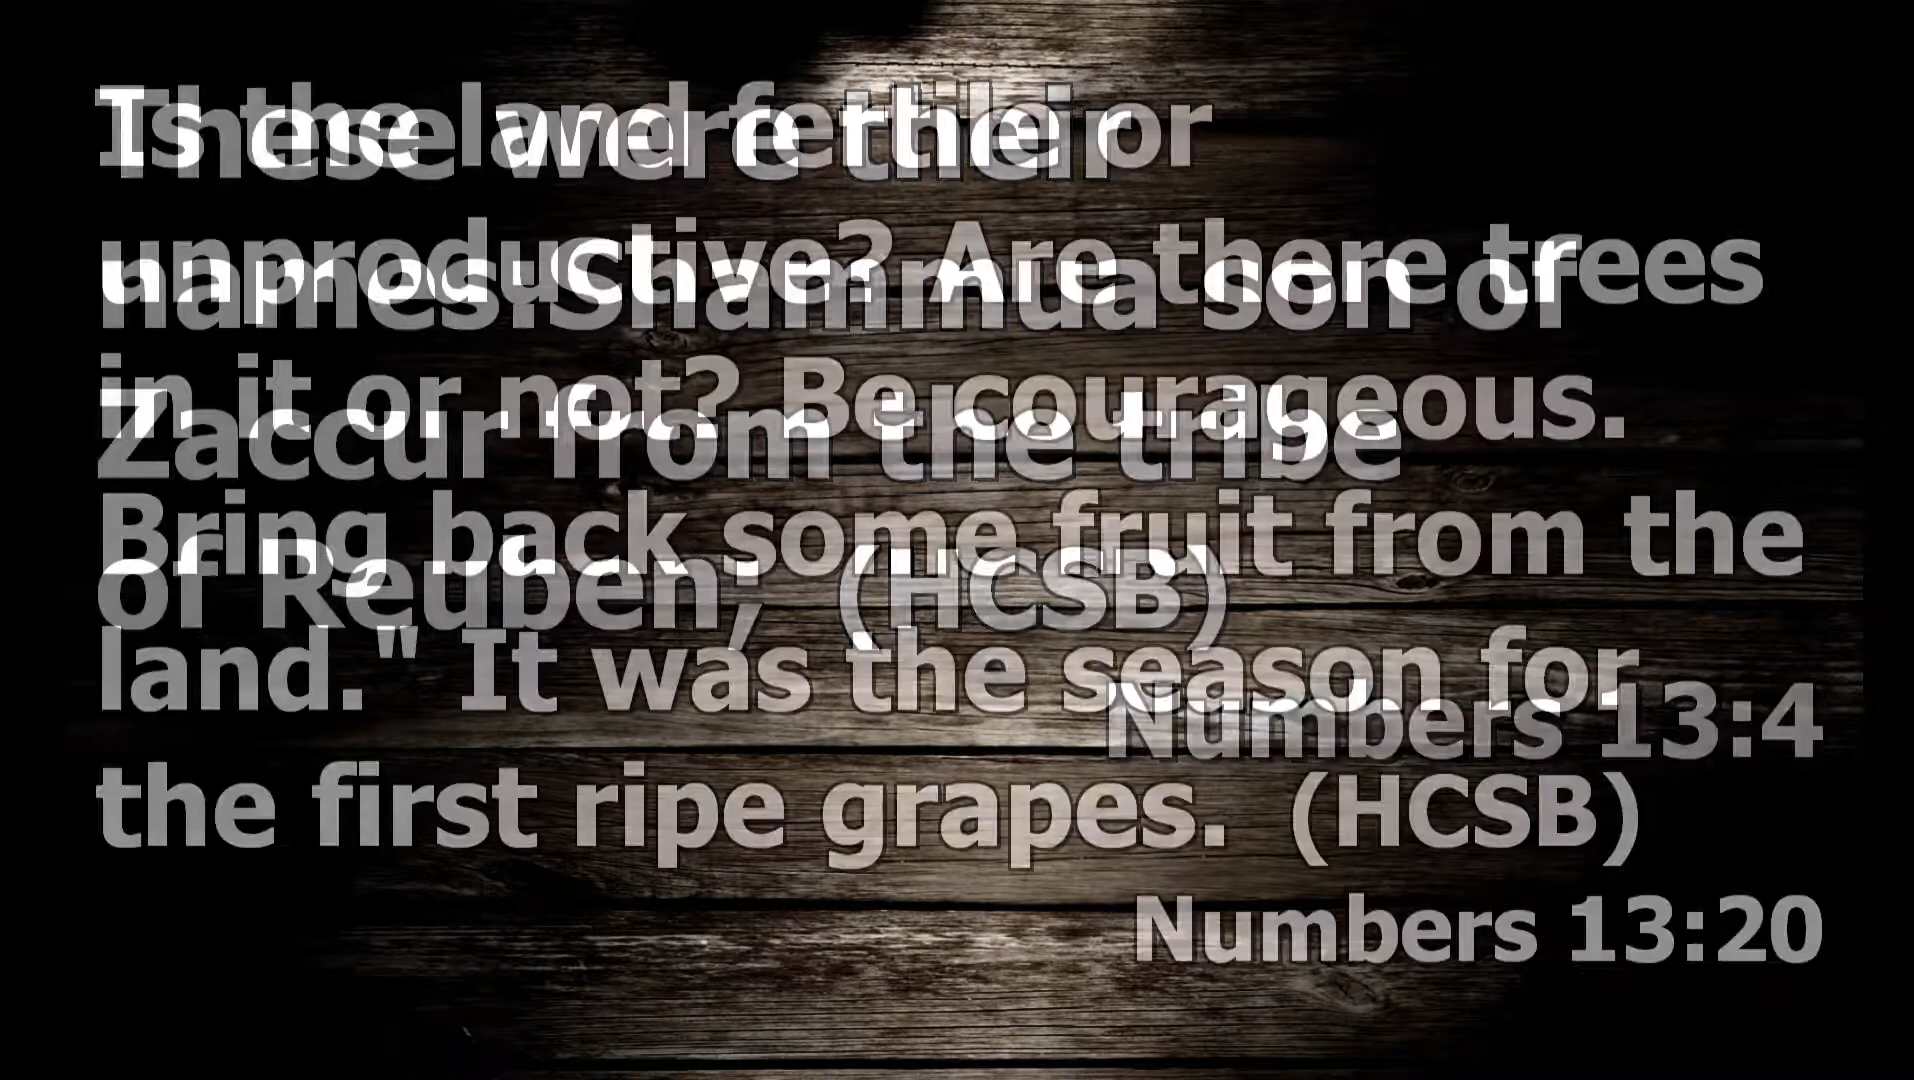 Is the land fertile or
unproductive? Are there trees
in it or not? Be courageous.
Bring back some fruit from the
land." It was the season for
the first ripe grapes. (HCSB)
Numbers 13:20
These were their
names: Shammua son of
Zaccur from the tribe
of Reuben; (HCSB)
Numbers 13:4